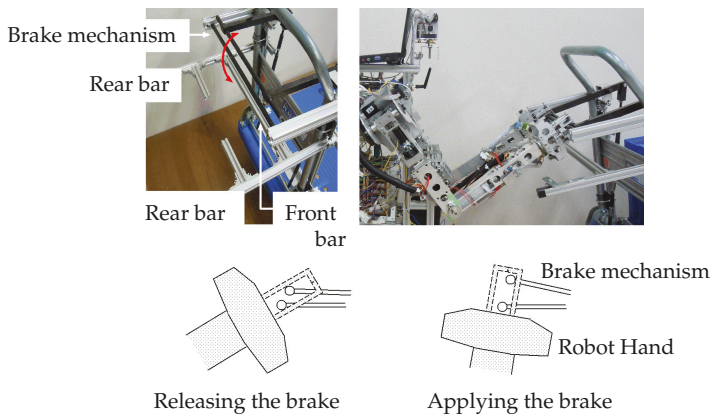 Brake mechanism
Rear bar
Rear bar
Front
bar
Brake mechanism
Robot Hand
Releasing the brake
Applying the brake